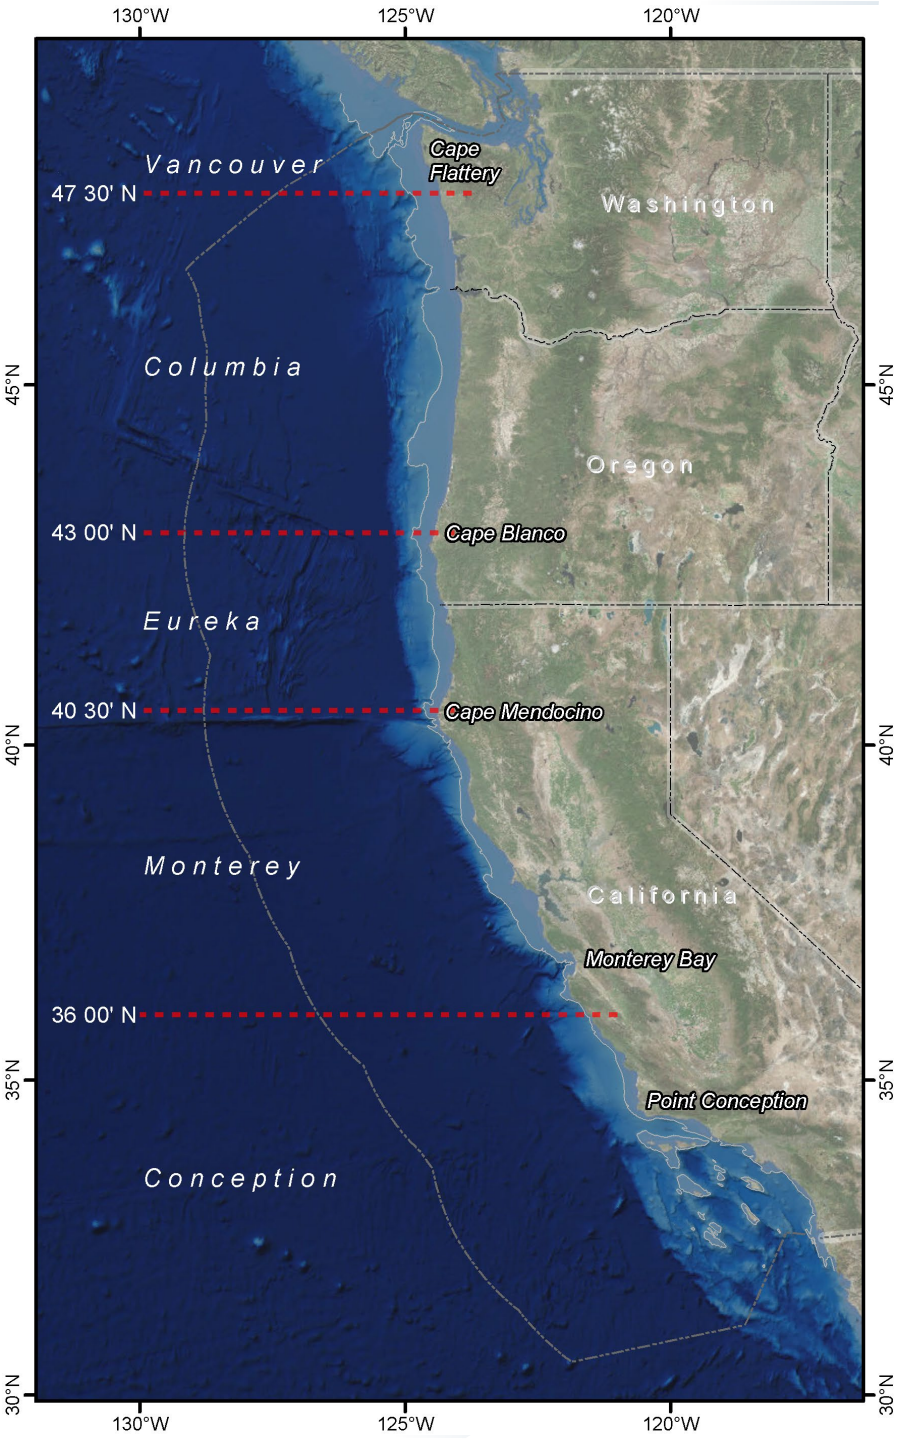 130°W 125°W 120°W
Cape
Flattery
Vancouver
47 30' N
Washington
Columbia
45°N 45°N
Oregon
43 00' N Cape Blanco
Eureka
40 30' N Cape Mendocino
40°N 40°N
Monterey
California
Monterey Bay
36 00' N
35°N 35°N
Point Conception
Conception
30°N 30°N
130°W 125°W 120°W